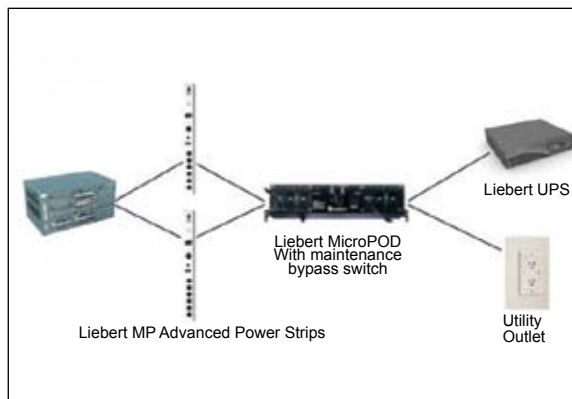 Liebert UPS
Liebert MicroPOD
With maintenance
bypass switch
Utility
Outlet
Liebert MP Advanced Power Strips